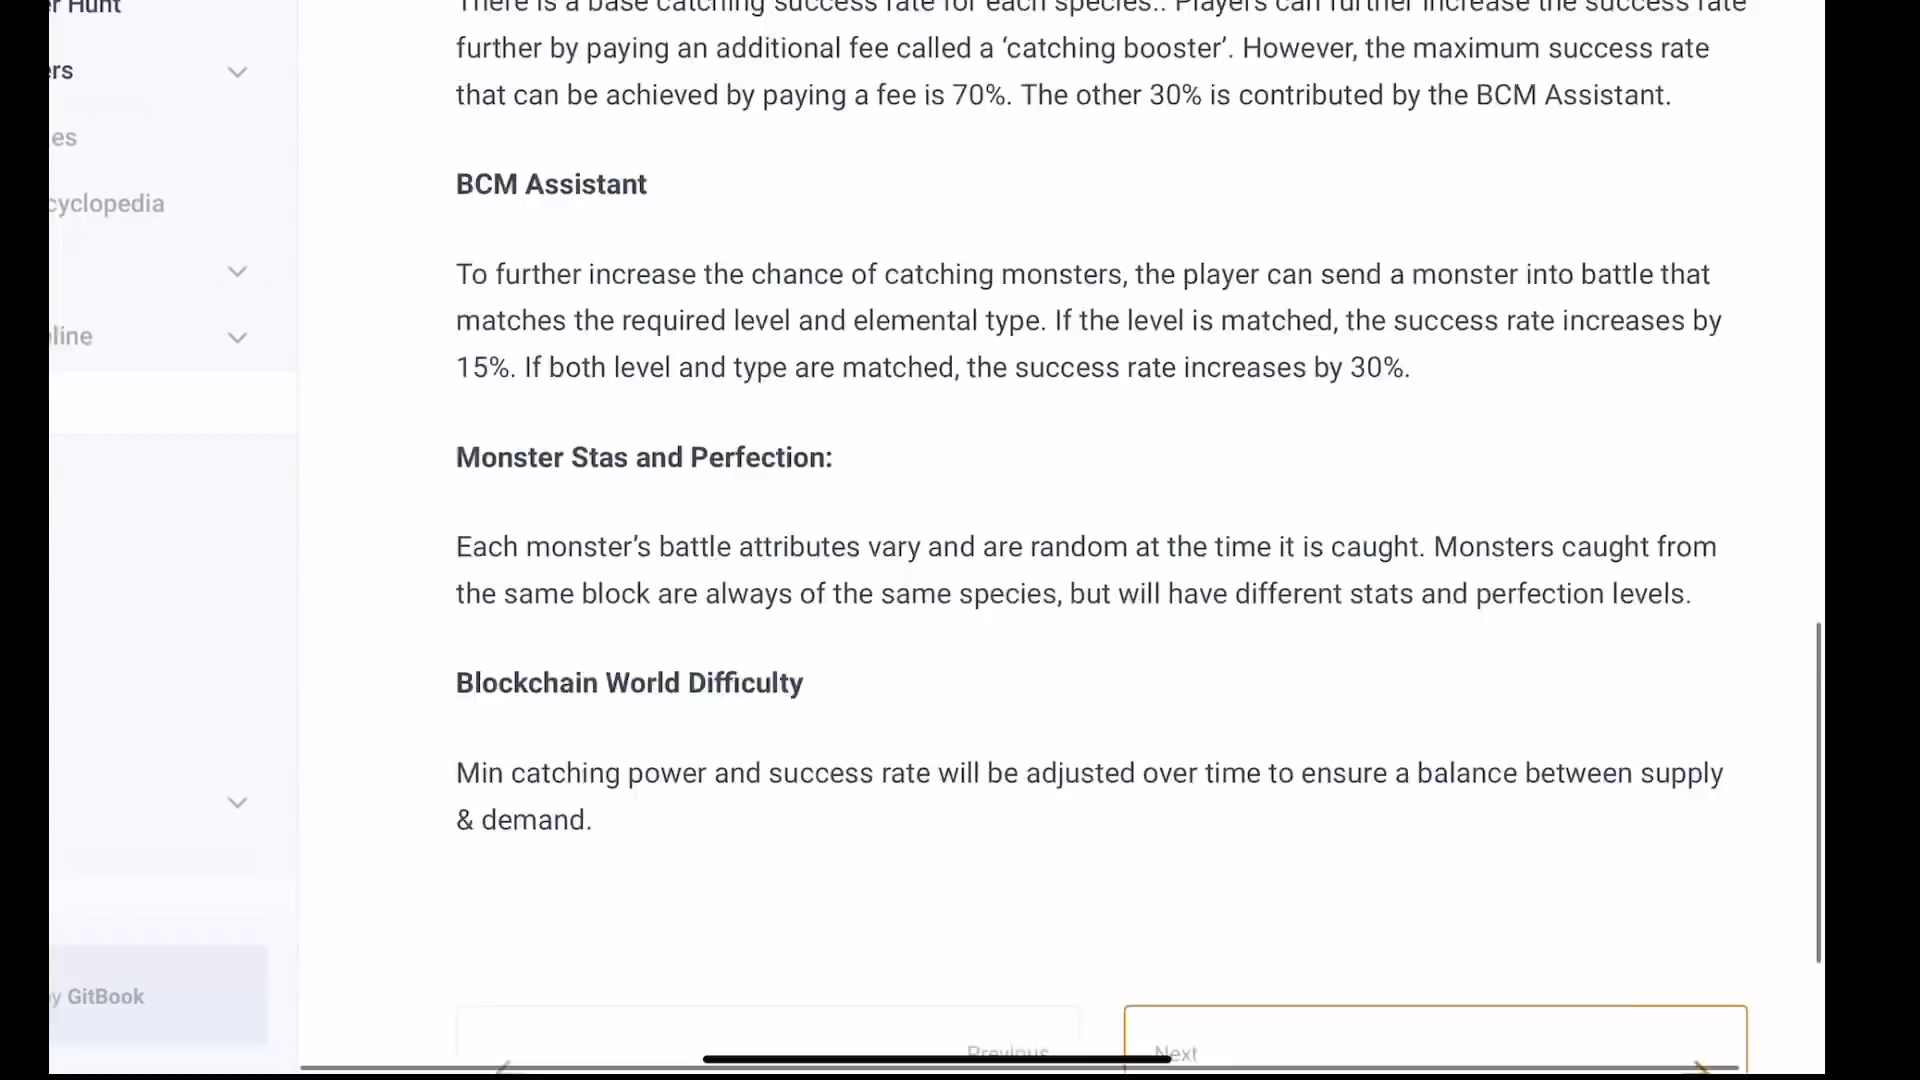 Hunt
There is a base catching success rate for each species.. Players can further increase the success rate
further by paying an additional fee called a ‘catching booster’. However, the maximum success rate
that can be achieved by paying a fee is 70%. The other 30% is contributed by the BCM Assistant.
BCM Assistant
To further increase the chance of catching monsters, the player can send a monster into battle that
matches the required level and elemental type. If the level is matched, the success rate increases by
15%. If both level and type are matched, the success rate increases by 30%.
Monster Stas and Perfection:
Each monster’s battle attributes vary and are random at the time it is caught. Monsters caught from
the same block are always of the same species, but will have different stats and perfection levels.
Blockchain World Difficulty
Min catching power and success rate will be adjusted over time to ensure a balance between supply
& demand.
GitBook
Previous
Next